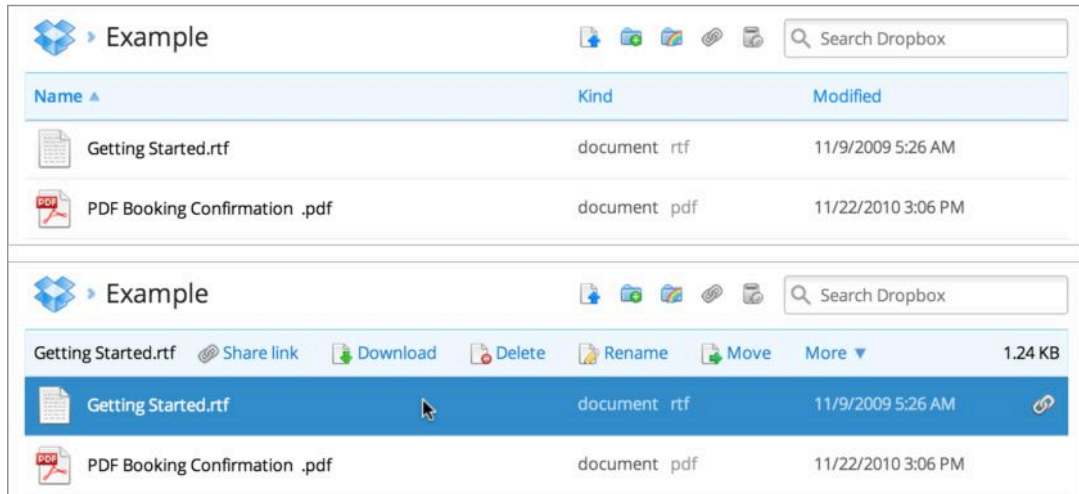 Example Search Dropbox
Name Kind Modified
Getting Started.rtf document rtf 11/9/2009 5:26 AM
PDF PDF Booking Confirmation .pdf document pdf 11/22/2010 3:06 PM
Example Search Dropbox
Getting Started.rtf Share link Download Delete Rename Move More 1.24 KB
Getting Started.rtf document rtf 11/9/2009 5:26 AM
PDF PDF Booking Confirmation .pdf document pdf 11/22/2010 3:06 PM